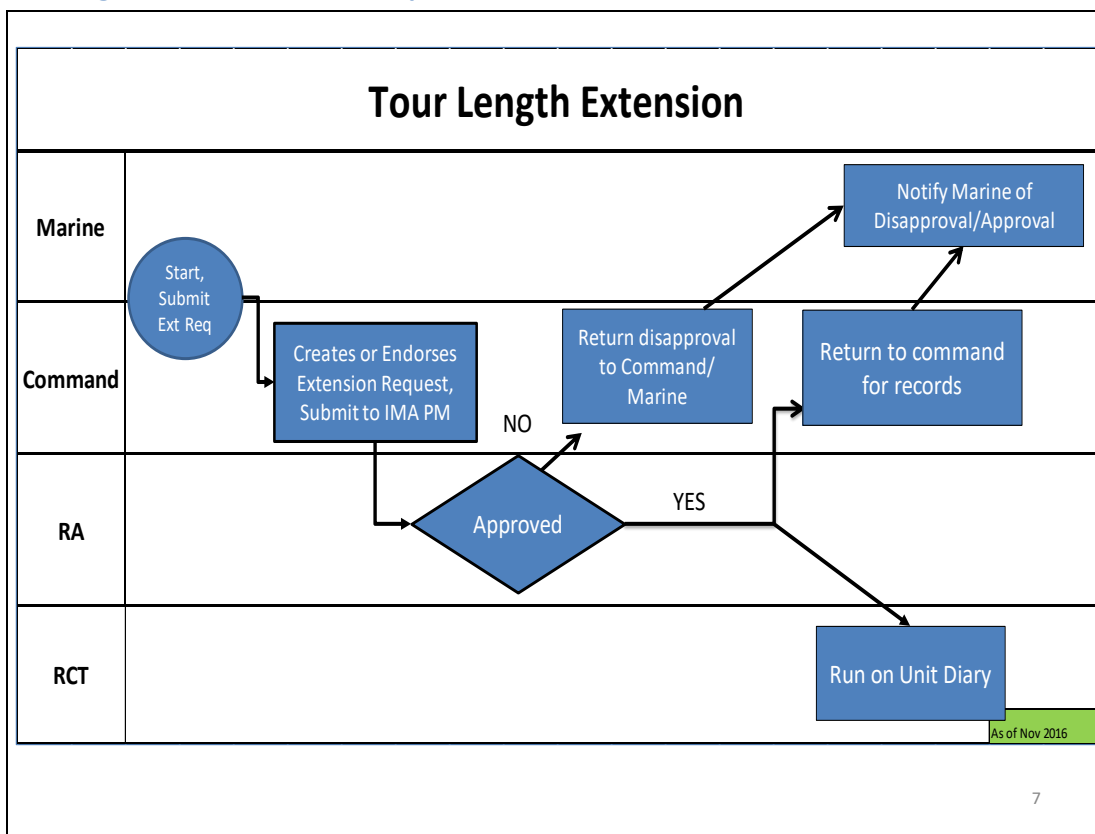 Tour Length Extension
Marine
Notify Marine of
Disapproval/Approval
Start,
Submit
Ext Req
Command
Creates or Endorses
Extension Request,
Submit to IMA PM
Return disapproval
to Command/
Marine
Return to command
for records
NO
RA
Approved
YES
RCT
Run on Unit Diary
As of Nov 2016
7